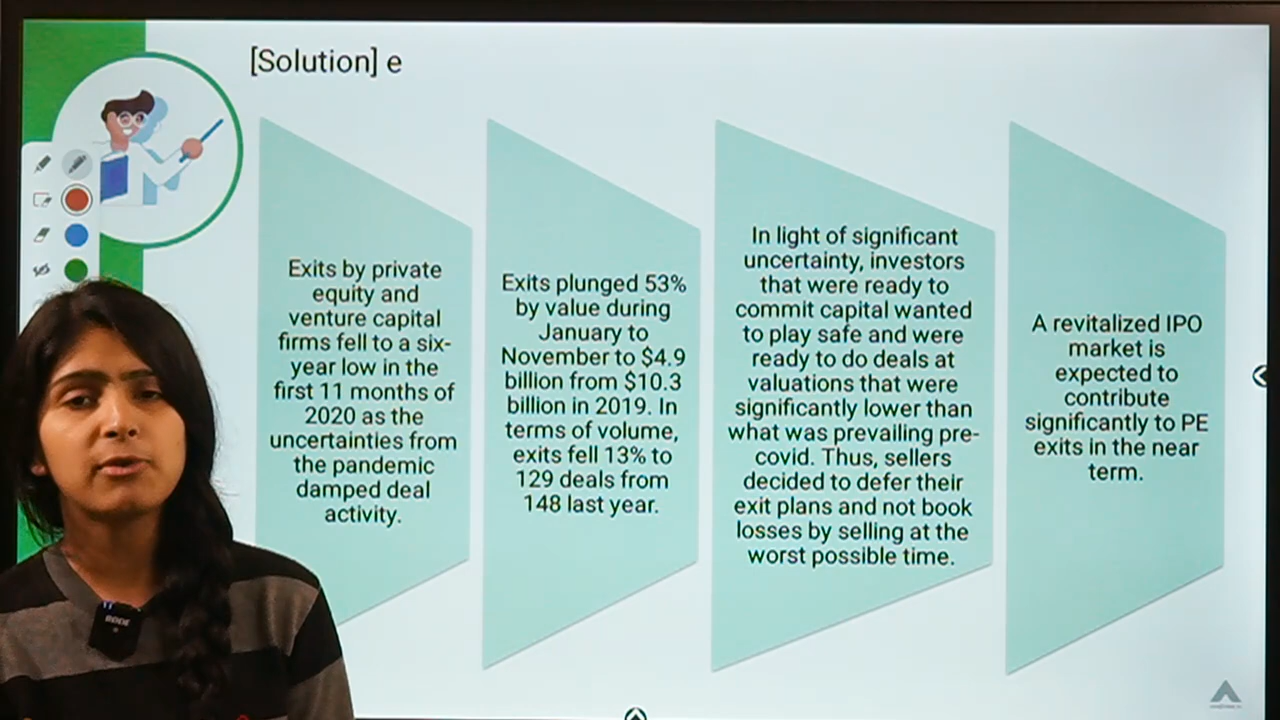 [Solution] e
Exits by private
equity and
venture capital
firms fell to a six-
year low in the
first 11 months of
2020 as the
uncertainties from
the pandemic
damped deal
activity.
Exits plunged 53%
by value during
January to
November to $4.9
billion from $10.3
billion in 2019. In
terms of volume,
exits fell 13% to
129 deals from
148 last year.
In light of significant
uncertainty, investors
that were ready to
commit capital wanted
to play safe and were
ready to do deals at
valuations that were
significantly lower than
what was prevailing pre-
covid. Thus, sellers
decided to defer their
exit plans and not book
losses by selling at the
worst possible time.
A revitalized IPO
market is
expected to
contribute
significantly to PE
exits in the near
term.
RODE